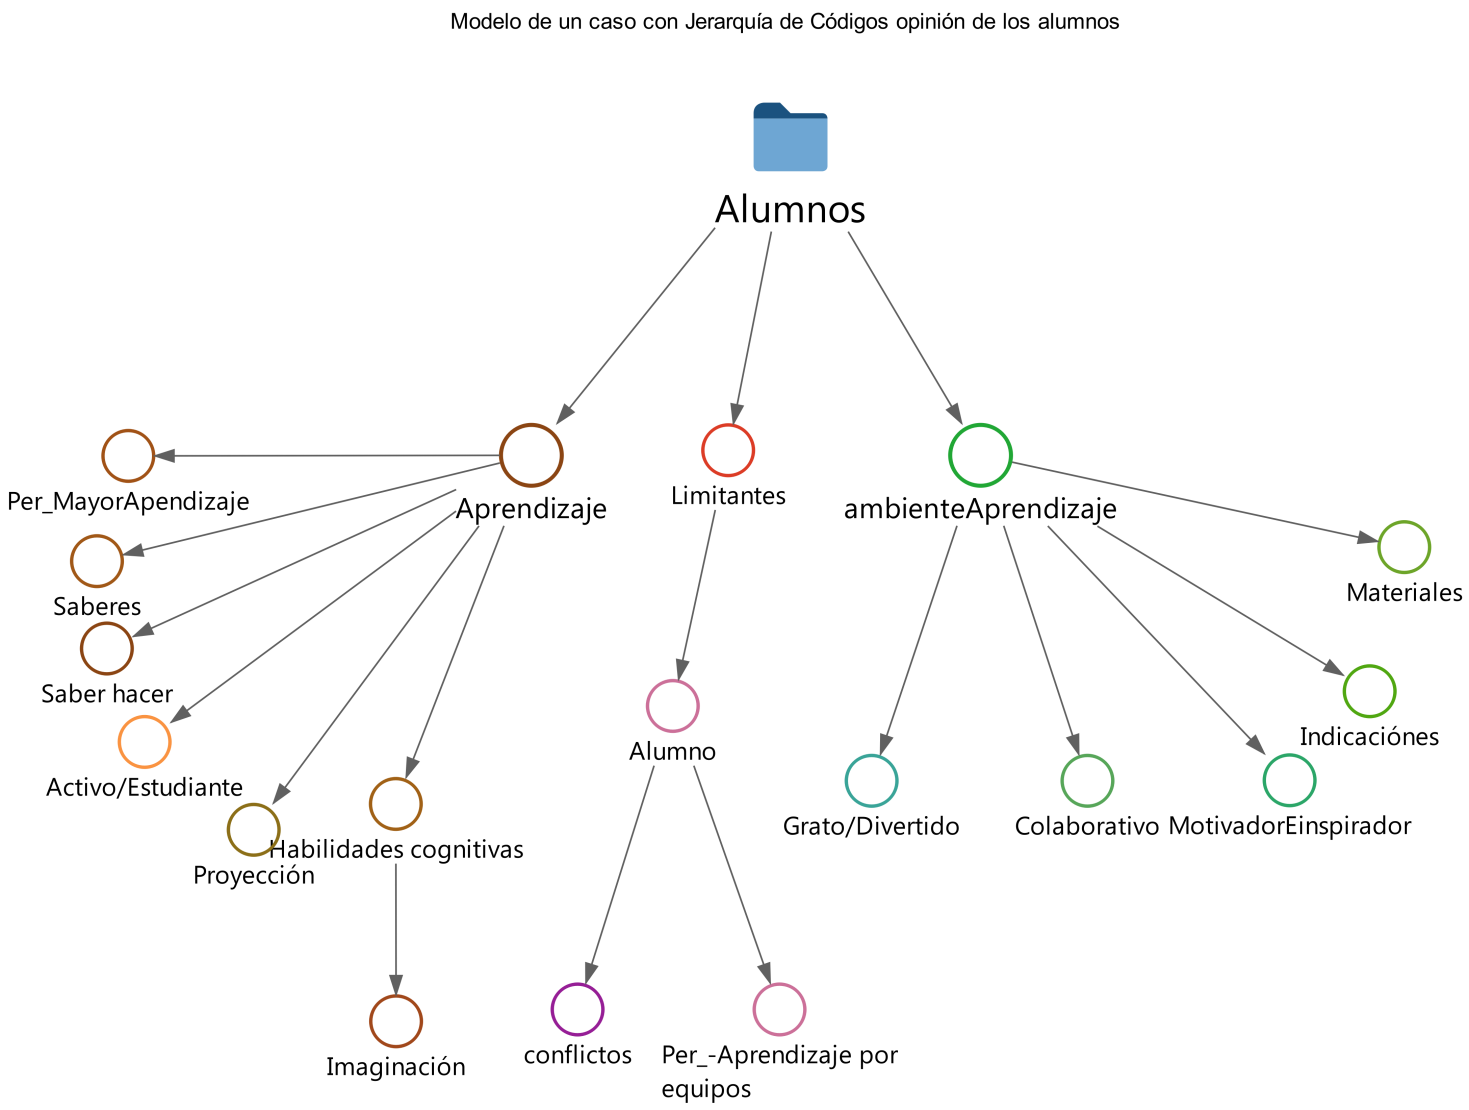 Modelo de un caso con Jerarquía de Códigos opinión de los alumnos
Alumnos
Aprendizaje
Limitantes
ambienteAprendizaje
Per_MayorApendizaje
Saberes
Saber hacer
Activo/Estudiante
Proyección
Habilidades cognitivas
Imaginación
Alumno
conflictos
Per_-Aprendizaje por
equipos
Grato/Divertido
Colaborativo
MotivadorEinspirador
Indicaciónes
Materiales